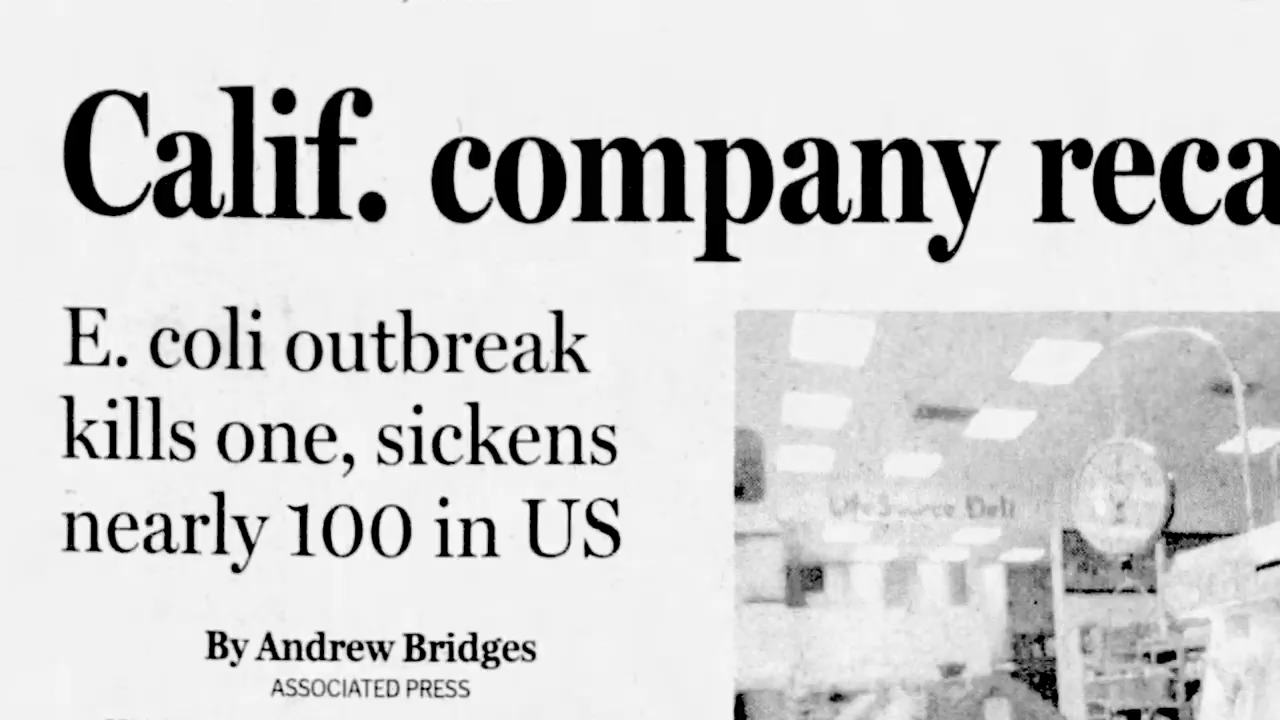 Calif. company reca
E. coli outbreak
kills one, sickens
nearly 100 in US
By Andrew Bridges
ASSOCIATED PRESS